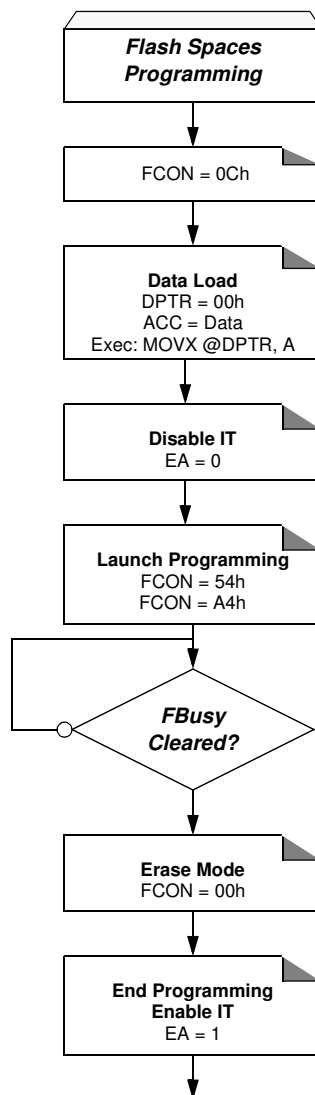 Flash Spaces
Programming
FCON = 0Ch
Data Load
DPTR = 00h
ACC = Data
Exec: MOVX @DPTR, A
Disable IT
EA = 0
Launch Programming
FCON = 54h
FCON = A4h
FBusy
Cleared?
Erase Mode
FCON = 00h
End Programming
Enable IT
EA = 1